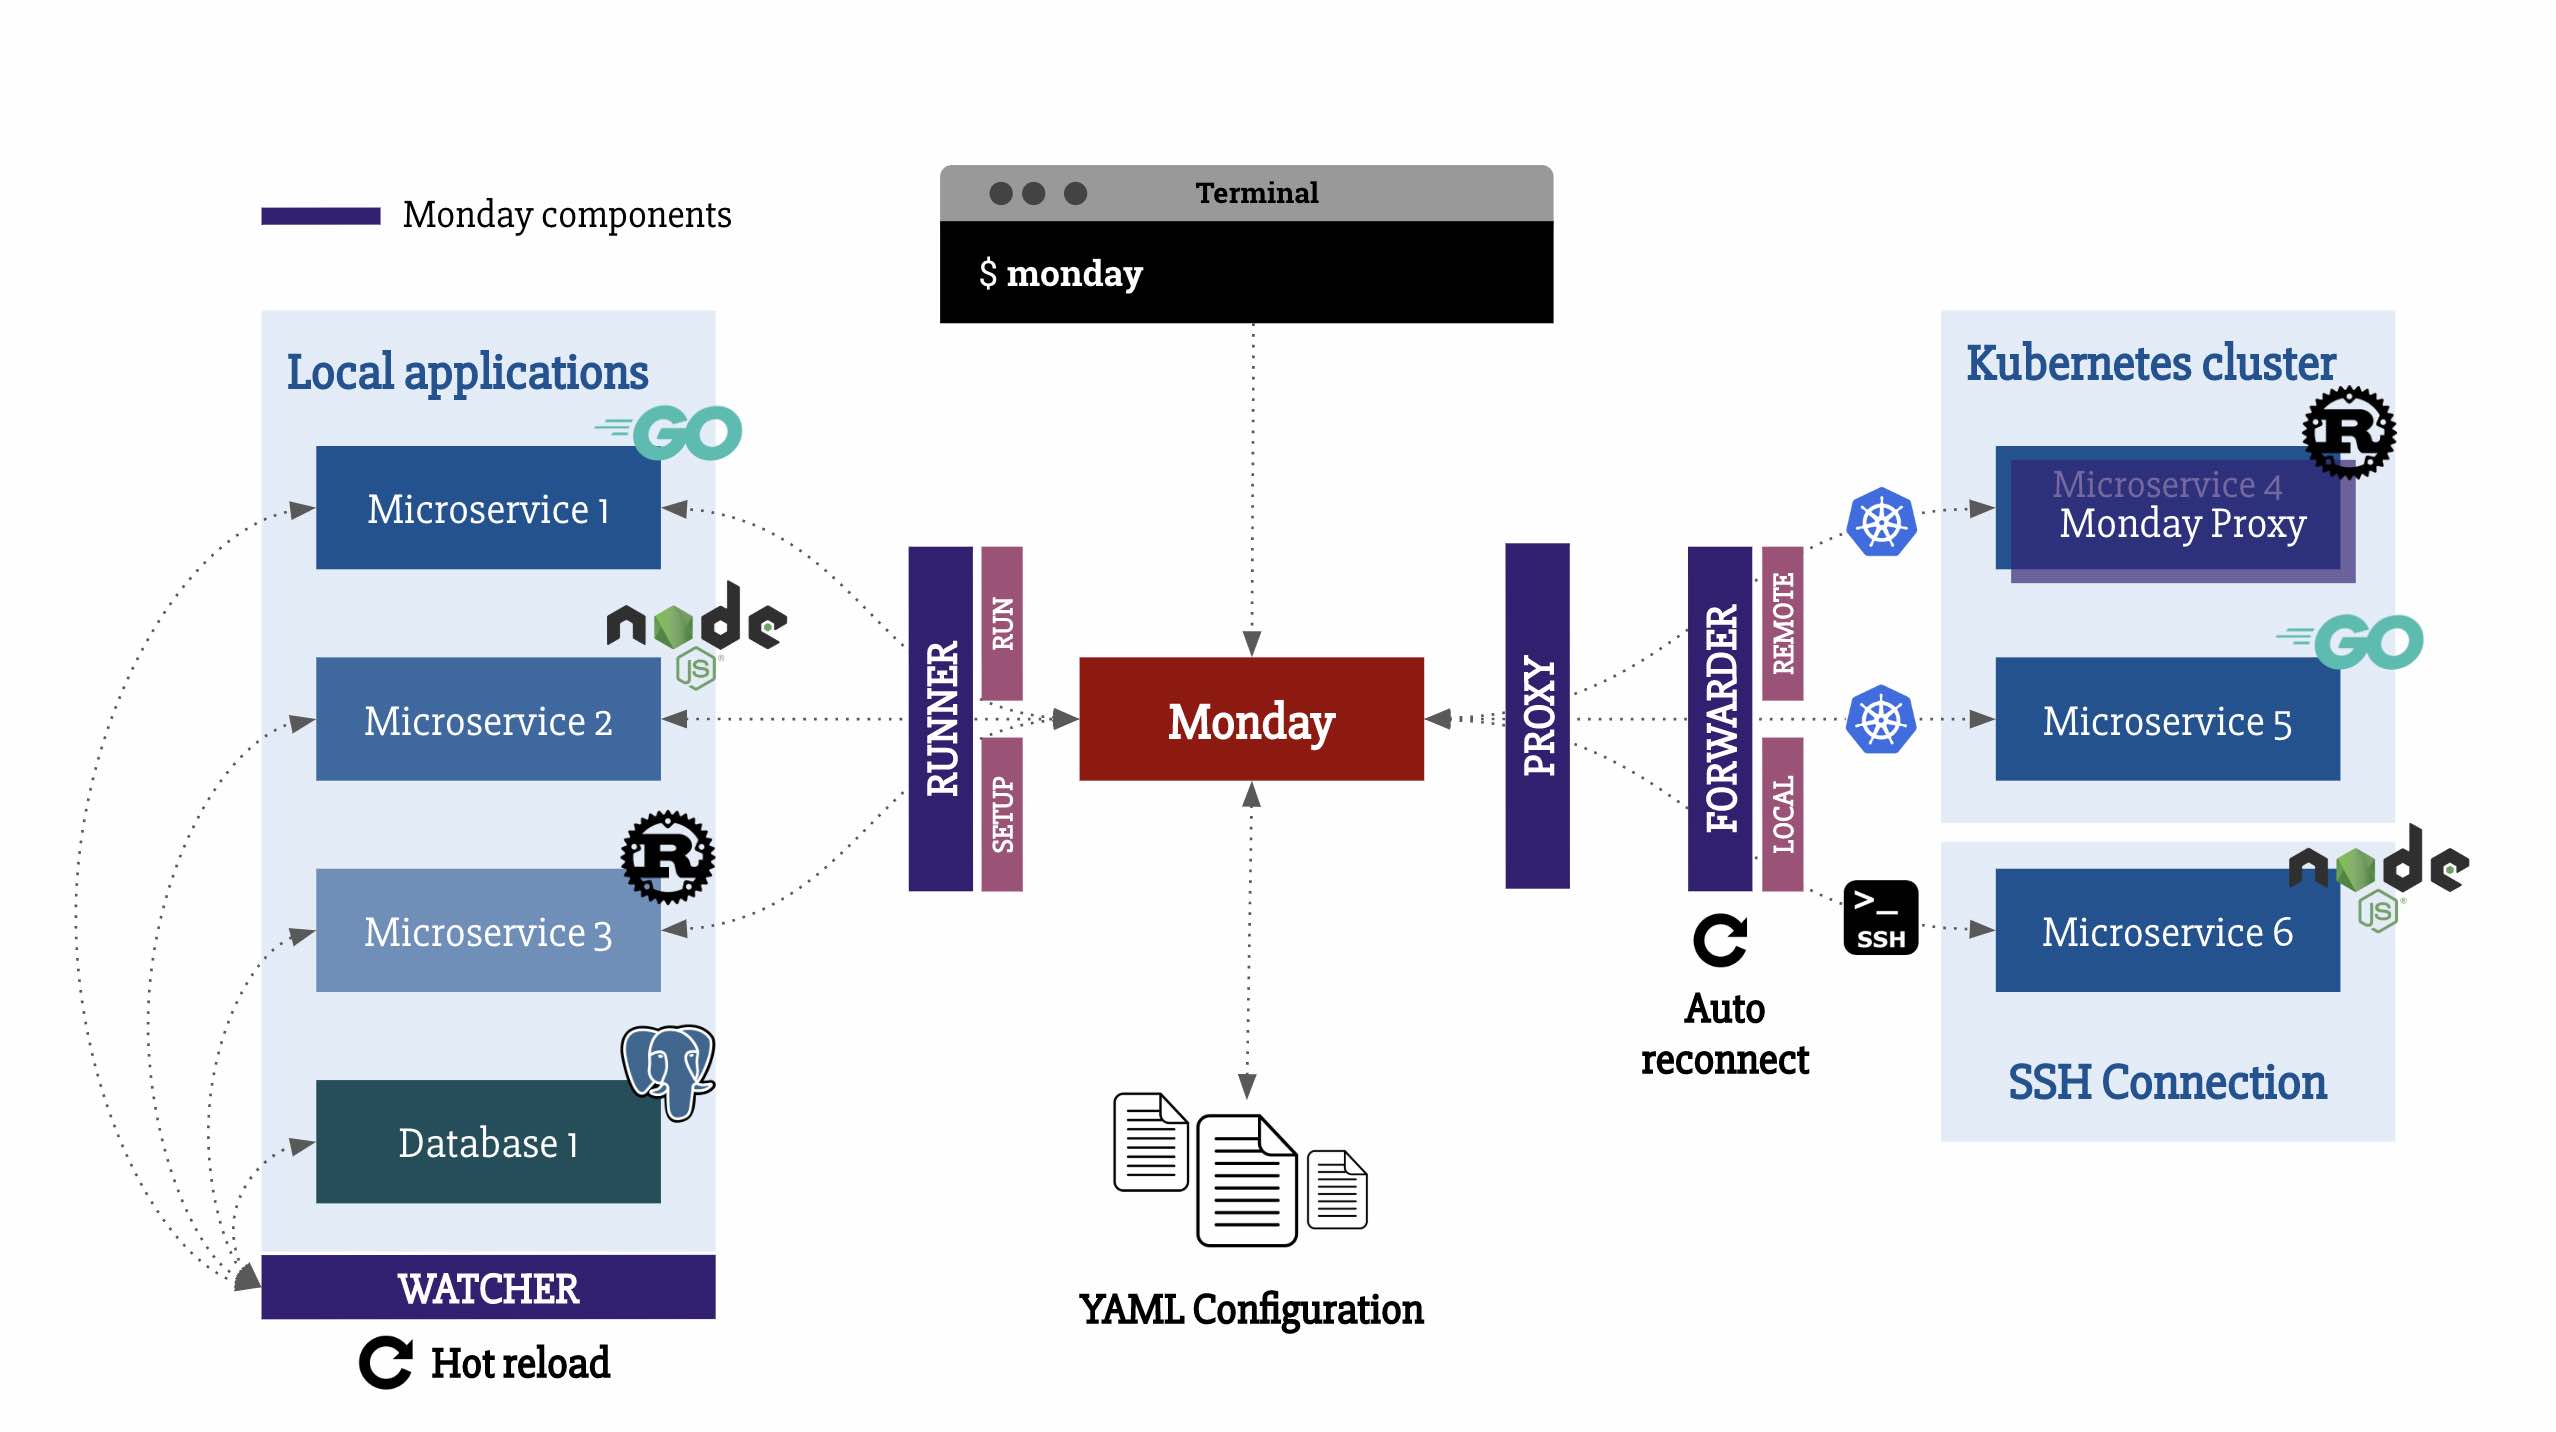 Terminal
$ monday
Monday components
Local applications
GO
Microservice 1
node
JS
Microservice 2
R
Microservice 3
Database 1
WATCHER
Hot reload
RUNNER
RUN
SETUP
Monday
YAML Configuration
PROXY
FORWARDER
REMOTE
LOCAL
Auto
reconnect
>_
SSH
Kubernetes cluster
R
Microservice 4
Monday Proxy
GO
Microservice 5
node
JS
Microservice 6
SSH Connection